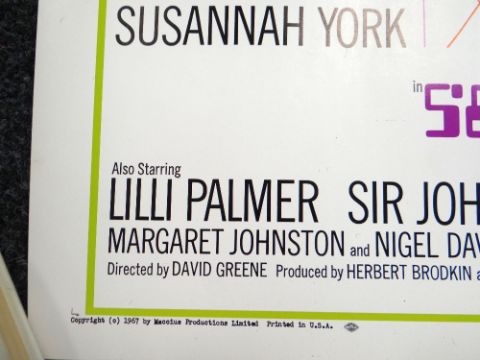 SUSANNAH YORK
in
Also Starring
LILLI PALMER SIR JOH
MARGARET JOHNSTON and NIGEL DAV
Directed by DAVID GREENE Produced by HERBERT BRODKIN a
Copyright (c) 1967 by Maccius Productions Limited Printed in U.S.A.